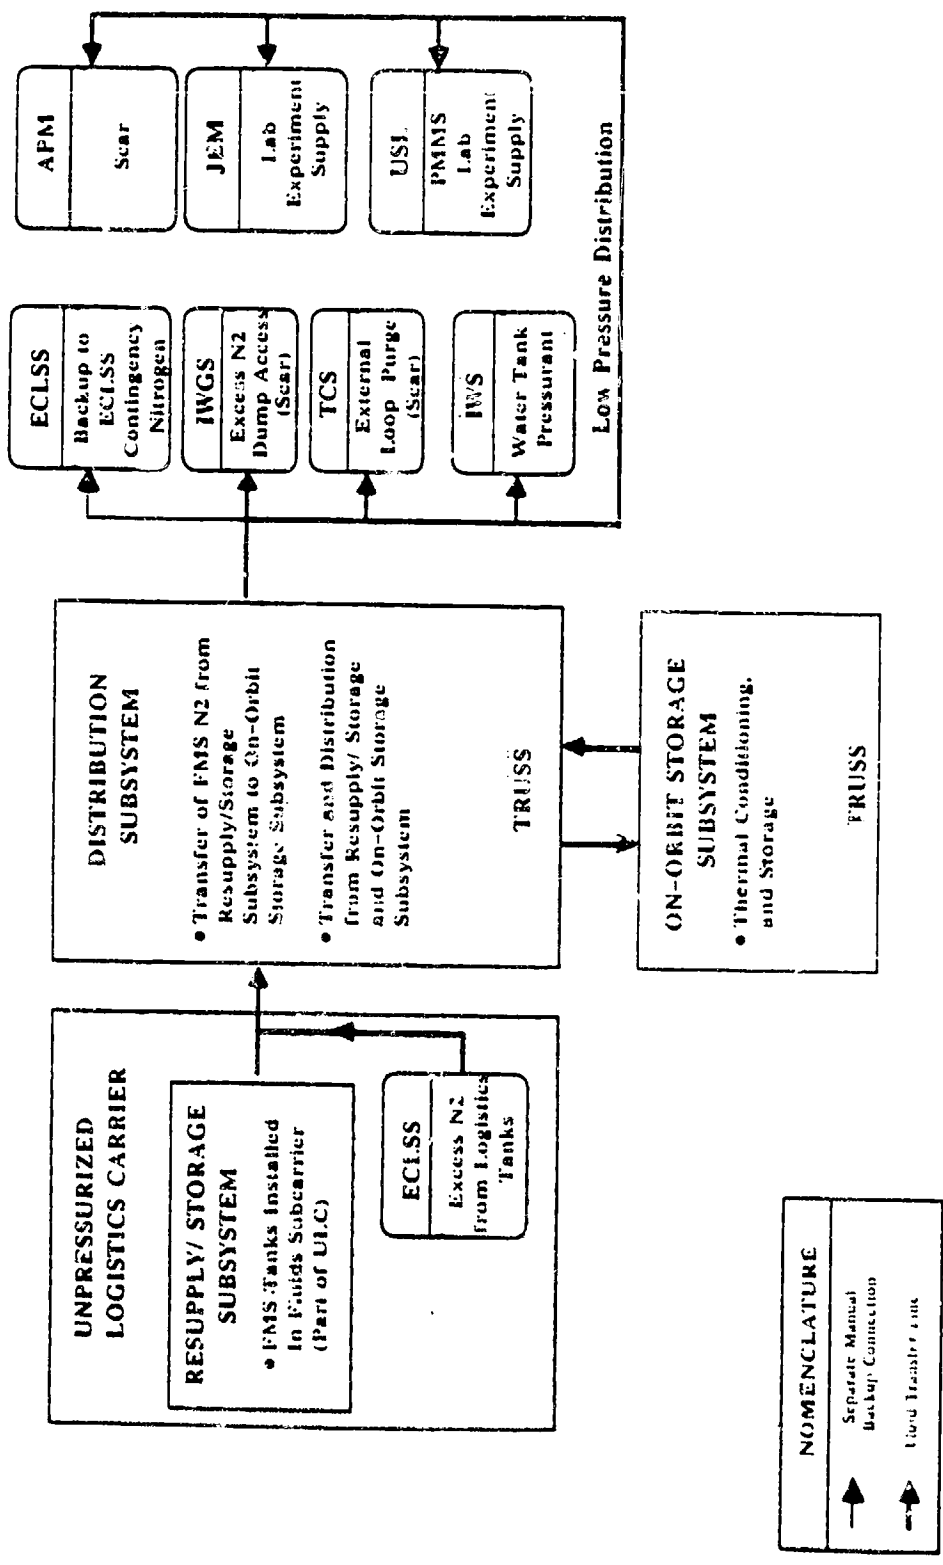 UNPRESSURIZED
LOGISTICS CARRIER
RESUPPLY/ STORAGE
SUBSYSTEM
• FMS Tanks Installed
In Fluids Subcarrier
(Part of ULC)
ECLSS
Excess N2
from Logistics
Tanks
DISTRIBUTION
SUBSYSTEM
• Transfer of FMS N2 from
Resupply/Storage
Subsystem to On-Orbit
Storage Subsystem
• Transfer and Distribution
from Resupply/ Storage
and On-Orbit Storage
Subsystem
TRUSS
ON-ORBIT STORAGE
SUBSYSTEM
• Thermal Conditioning,
and Storage
TRUSS
ECLSS
Backup to
ECLSS
Contingency
Nitrogen
IWGS
Excess N2
Dump Access
(Scar)
TCS
External
Loop Purge
(Scar)
IWS
Water Tank
Pressurant
APM
Scar
JEM
Lab
Experiment
Supply
USL
PMMS
Lab
Experiment
Supply
Low Pressure Distribution
NOMENCLATURE
Separate Manual
Backup Connection
Fluid Transfer Line